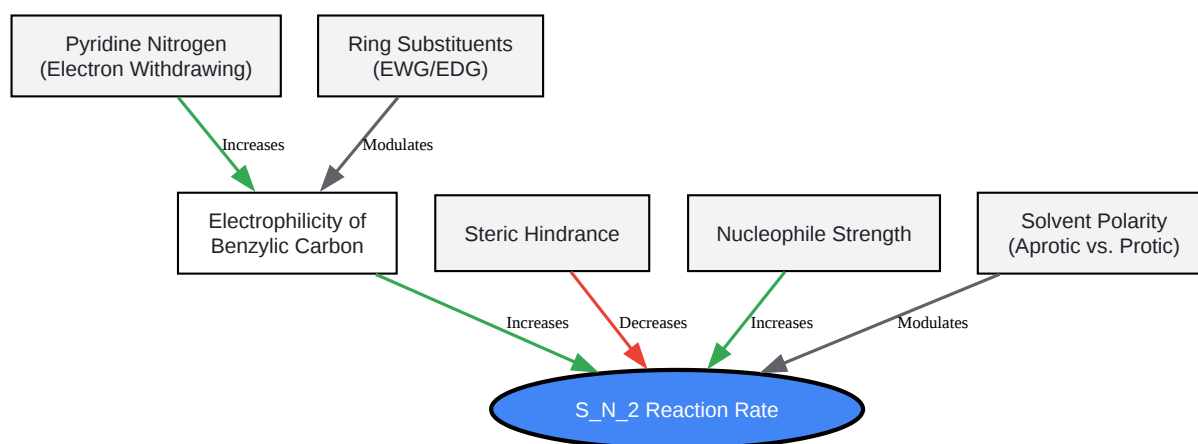 Pyridine Nitrogen
(Electron Withdrawing)
Ring Substituents
(EWG/EDG)
Increases
Modulates
Electrophilicity of
Benzylic Carbon
Steric Hindrance
Nucleophile Strength
Solvent Polarity
(Aprotic vs. Protic)
Increases
Decreases
Increases
Modulates
S_N_2 Reaction Rate